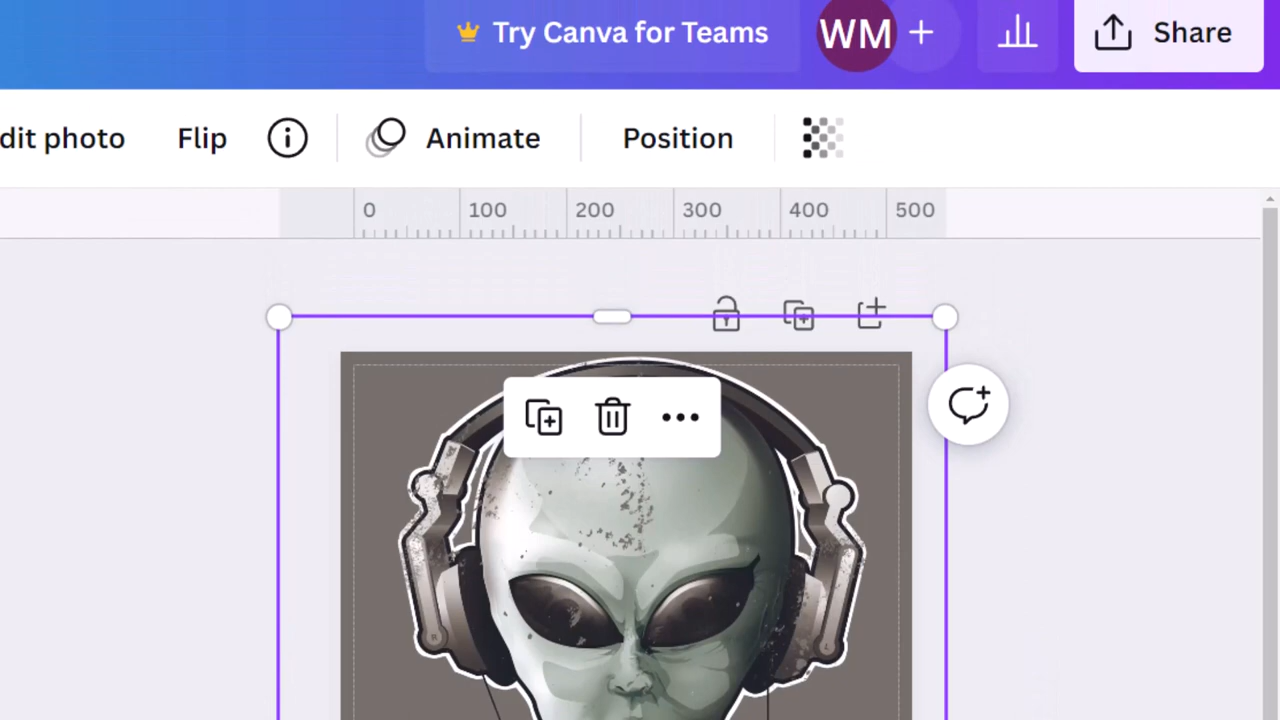 Try Canva for Teams
WM
Share
dit photo
Flip
Animate
Position
0
100
200
300
400
500